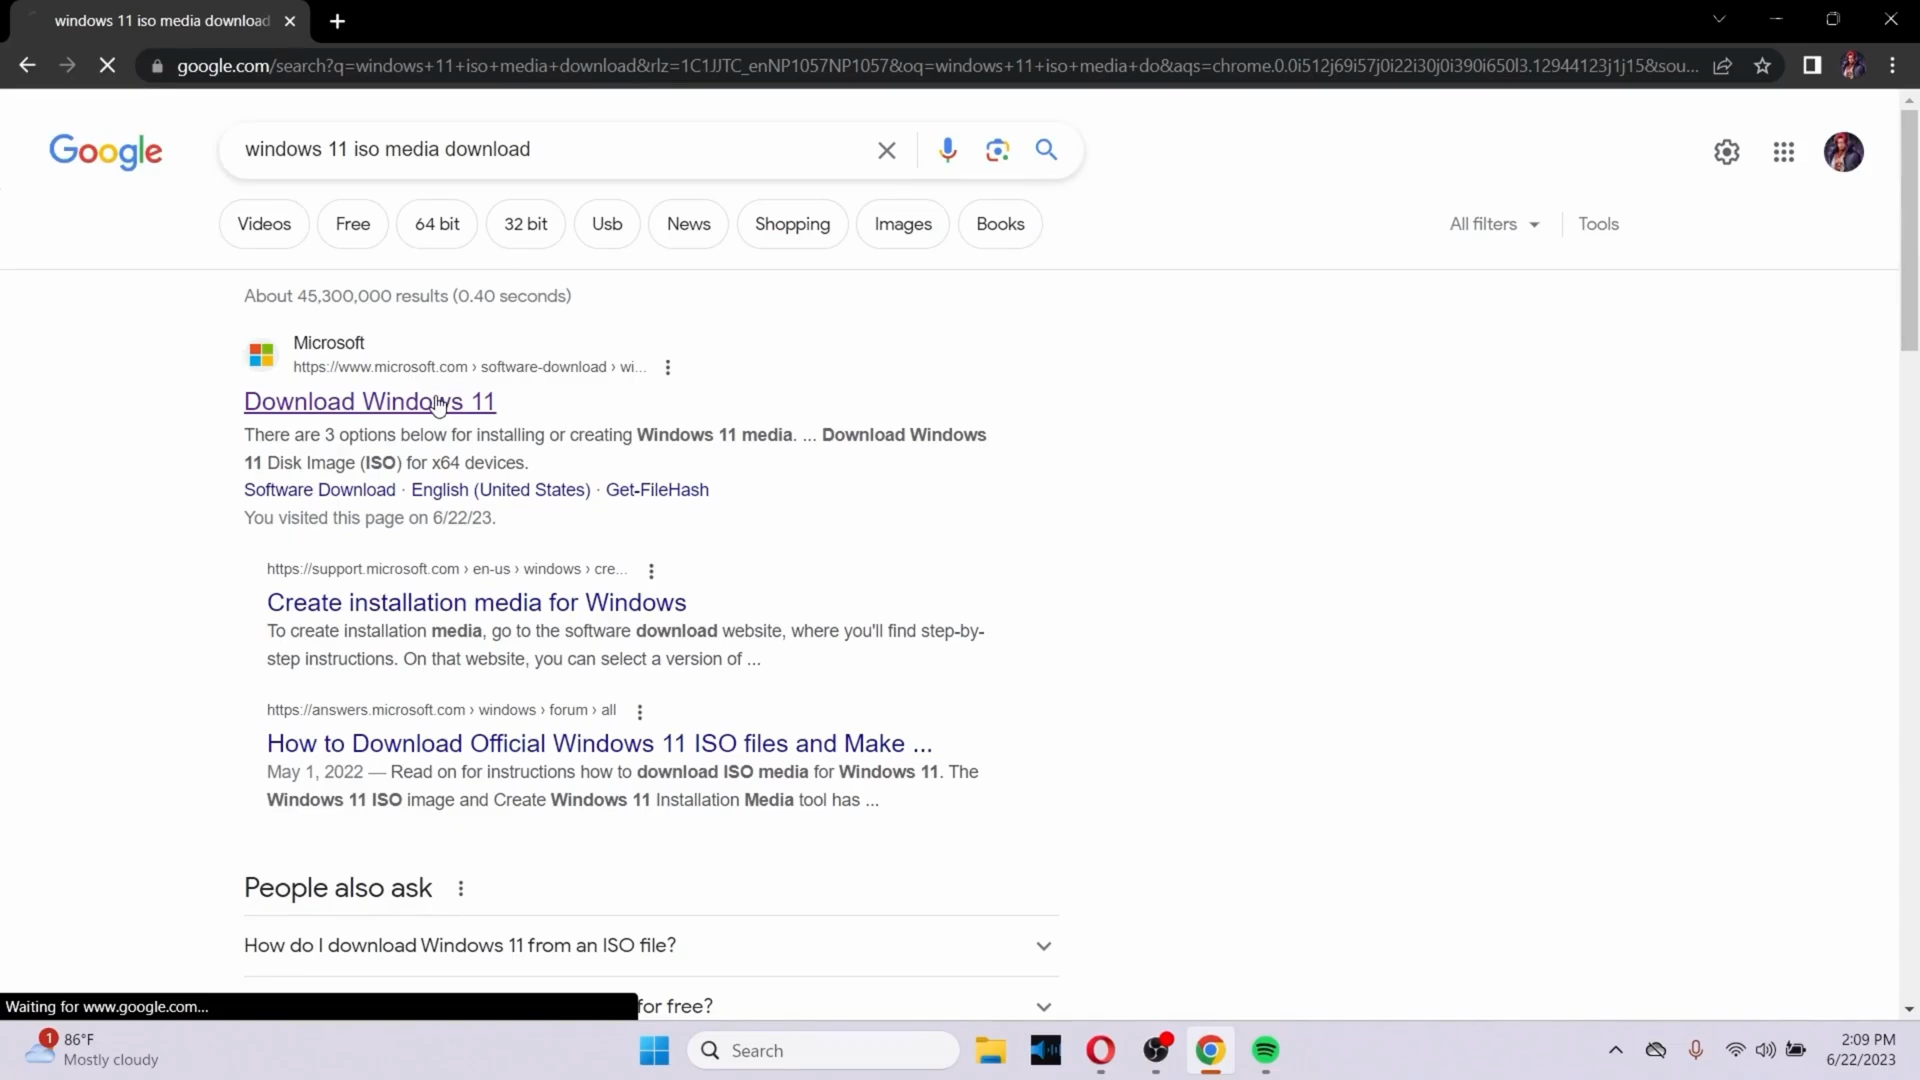 windows 11 iso media download
google.com/search?q=windows+11+iso+media+download&rlz=1C1JJTC_enNP1057NP1057&oq=windows+11+iso+media+do&aqs=chrome.0.0i512j69i57j0i22i30j0i390i650l3.12944123j1j15&sou...
Google
windows 11 iso media download
Videos
Free
64 bit
32 bit
Usb
News
Shopping
Images
Books
All filters
Tools
About 45,300,000 results (0.40 seconds)
Microsoft
https://www.microsoft.com › software-download › wi...
Download Windows 11
There are 3 options below for installing or creating Windows 11 media. ... Download Windows
11 Disk Image (ISO) for x64 devices.
Software Download · English (United States) · Get-FileHash
You visited this page on 6/22/23.
https://support.microsoft.com › en-us › windows › cre...
Create installation media for Windows
To create installation media, go to the software download website, where you'll find step-by-
step instructions. On that website, you can select a version of ...
https://answers.microsoft.com › windows › forum › all
How to Download Official Windows 11 ISO files and Make ...
May 1, 2022 — Read on for instructions how to download ISO media for Windows 11. The
Windows 11 ISO image and Create Windows 11 Installation Media tool has ...
People also ask
How do I download Windows 11 from an ISO file?
for free?
Waiting for www.google.com...
1
86°F
Mostly cloudy
Search
2:09 PM
6/22/2023